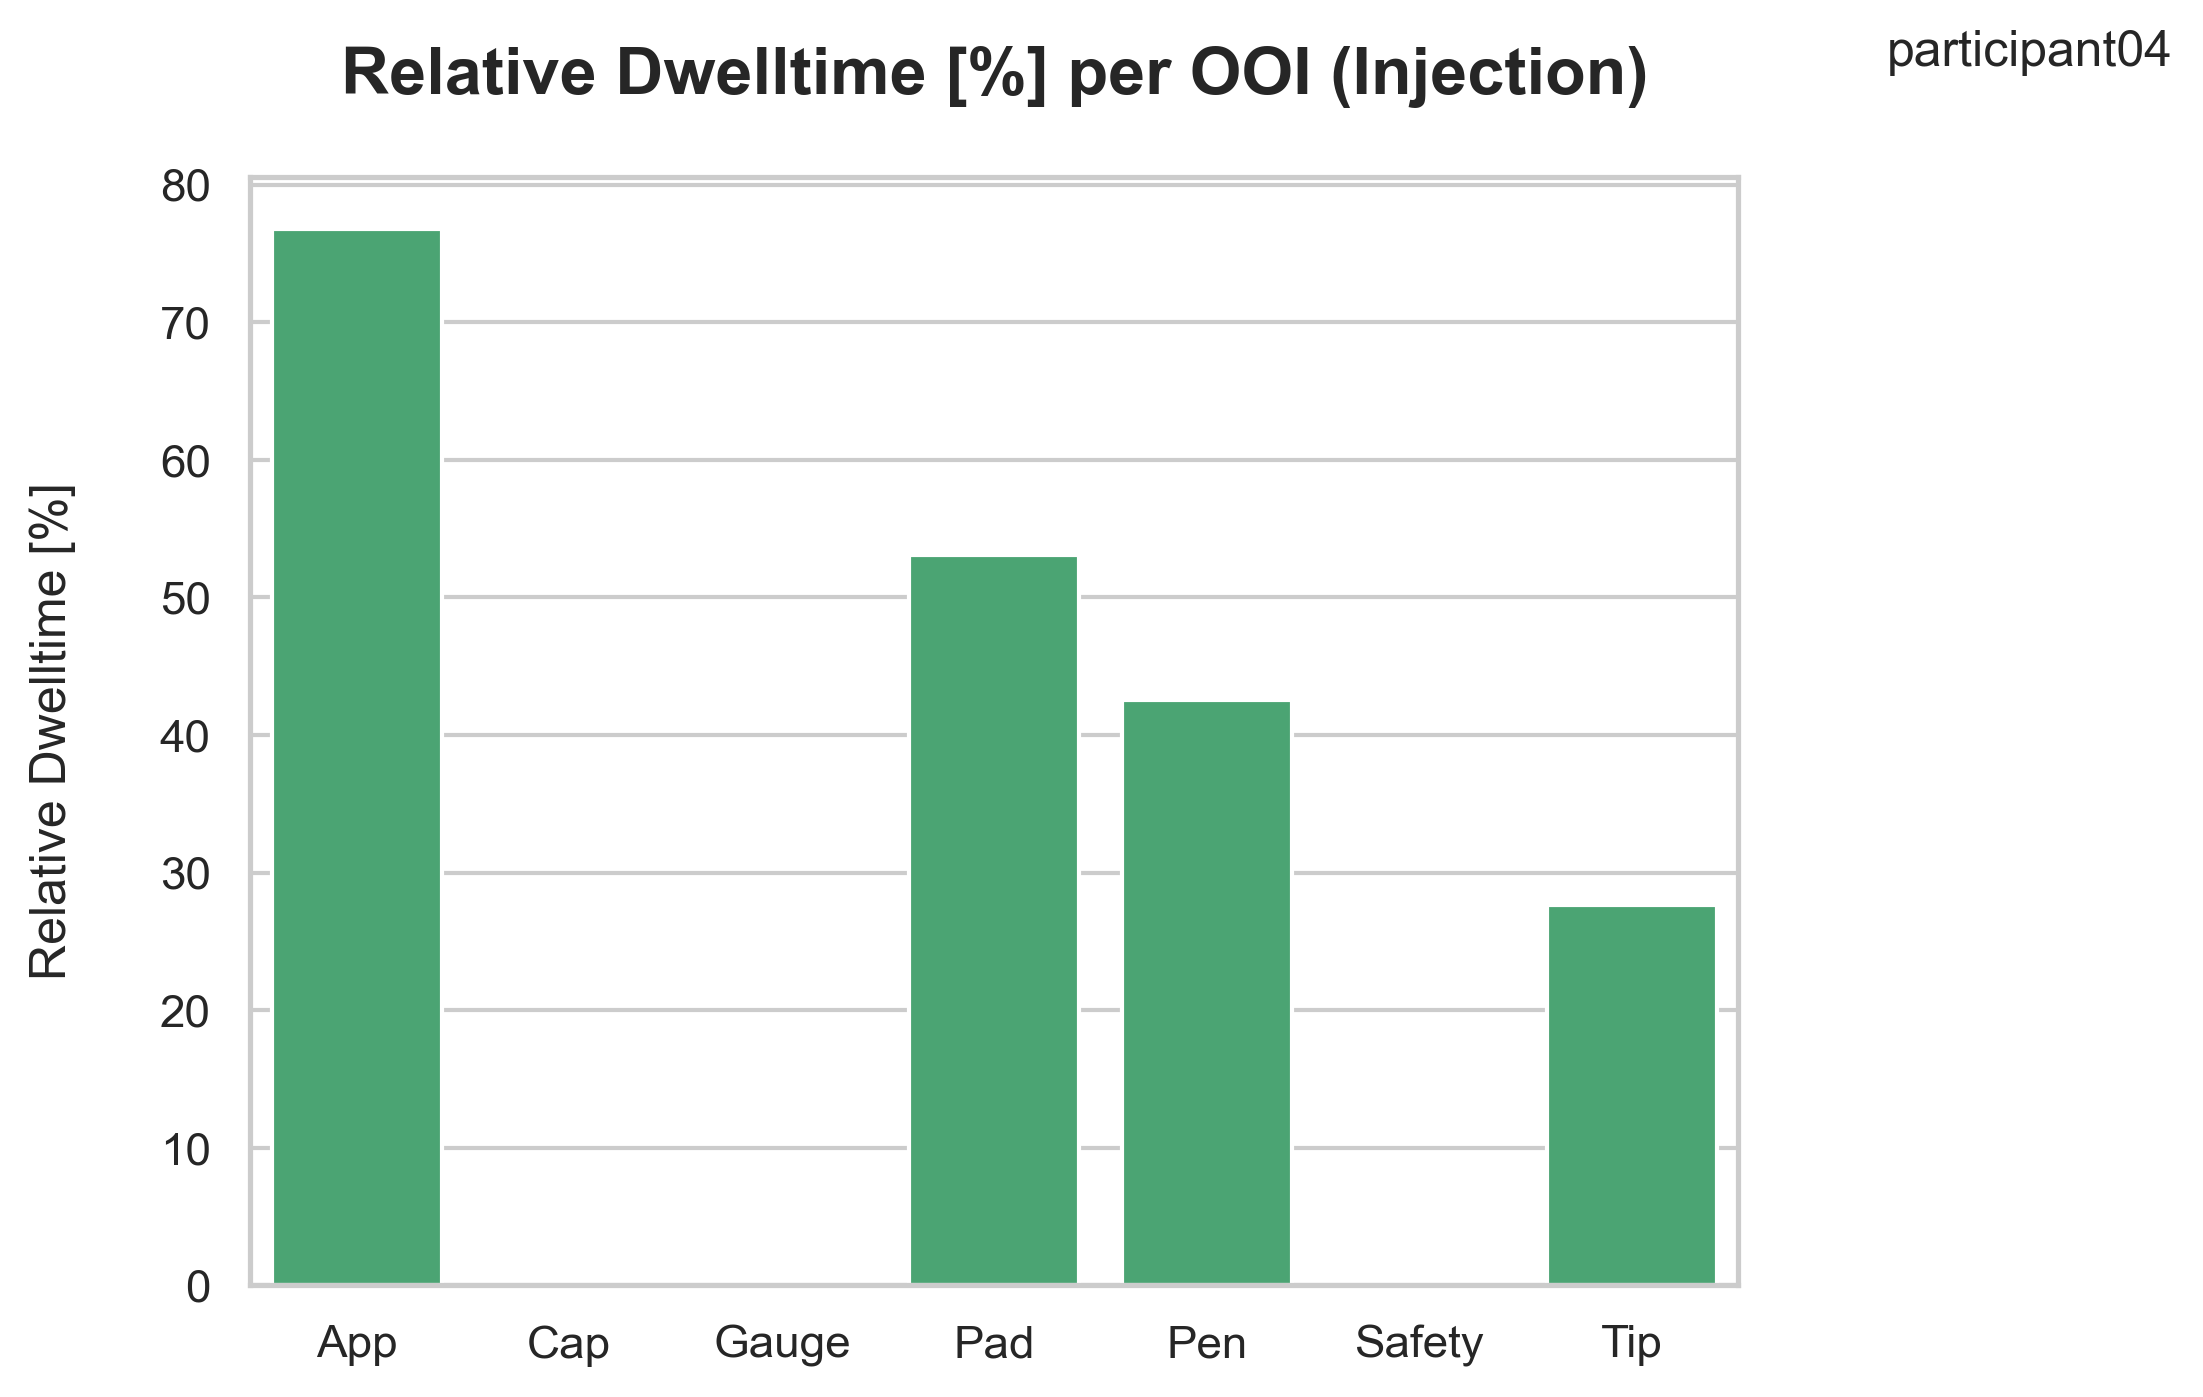 participant04
Relative Dwelltime [%] per OOI (Injection)
Relative Dwelltime [%]
80
70
60
50
40
30
20
10
0
App Cap Gauge Pad Pen Safety Tip